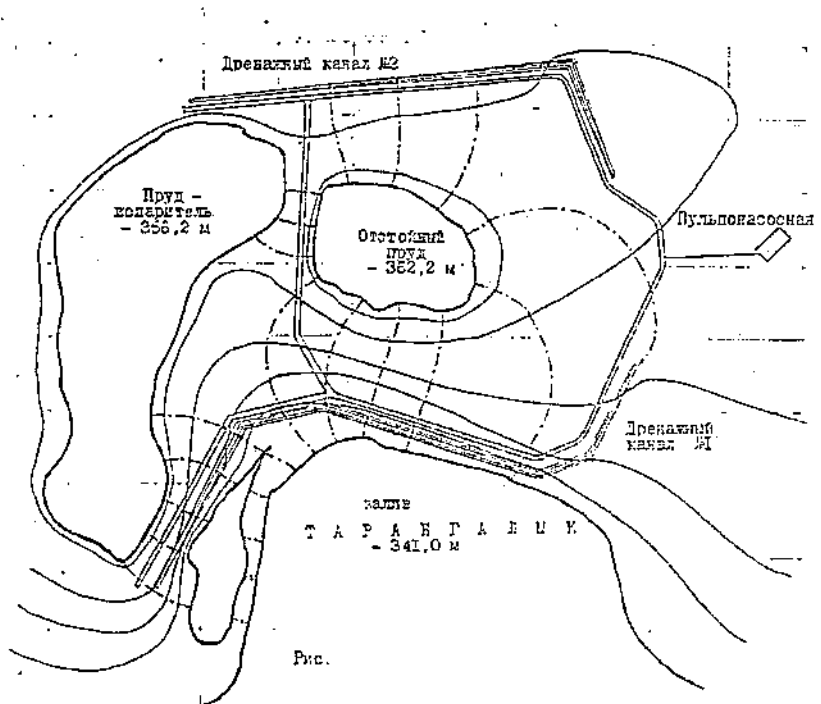 Дренажный канал №2
Пруд -
испаритель
- 356,2 м
Отстойный
пруд
- 352,2 м
Пульпонасосная
Дренажный
канал №1
залив
ТАРАНГАЛЫК
- 341,0 м
Рис.